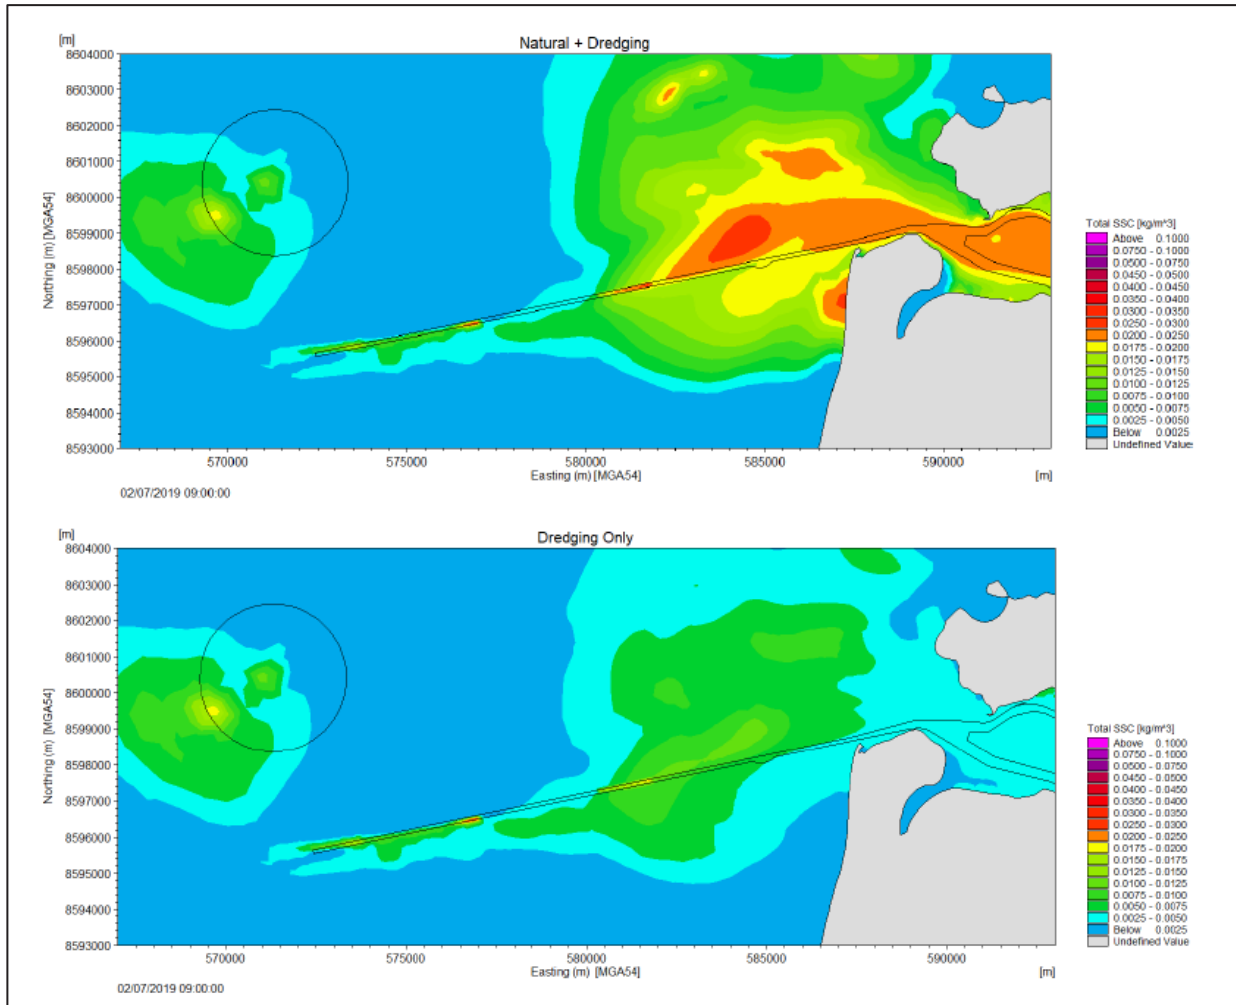 Natural + Dredging
[m]
8604000
8603000
8602000
8601000
8600000
8599000
8598000
8597000
8596000
8595000
8594000
8593000
Northing (m) [MGA54]
570000 575000 580000 585000 590000
Easting (m) [MGA54] [m]
02/07/2019 09:00:00
Total SSC [kg/m^3]
Above 0.1000
0.0750 - 0.1000
0.0500 - 0.0750
0.0450 - 0.0500
0.0400 - 0.0450
0.0350 - 0.0400
0.0300 - 0.0350
0.0250 - 0.0300
0.0200 - 0.0250
0.0175 - 0.0200
0.0150 - 0.0175
0.0125 - 0.0150
0.0100 - 0.0125
0.0075 - 0.0100
0.0050 - 0.0075
0.0025 - 0.0050
Below 0.0025
Undefined Value
Dredging Only
[m]
8604000
8603000
8602000
8601000
8600000
8599000
8598000
8597000
8596000
8595000
8594000
8593000
Northing (m) [MGA54]
570000 575000 580000 585000 590000
Easting (m) [MGA54] [m]
02/07/2019 09:00:00
Total SSC [kg/m^3]
Above 0.1000
0.0750 - 0.1000
0.0500 - 0.0750
0.0450 - 0.0500
0.0400 - 0.0450
0.0350 - 0.0400
0.0300 - 0.0350
0.0250 - 0.0300
0.0200 - 0.0250
0.0175 - 0.0200
0.0150 - 0.0175
0.0125 - 0.0150
0.0100 - 0.0125
0.0075 - 0.0100
0.0050 - 0.0075
0.0025 - 0.0050
Below 0.0025
Undefined Value